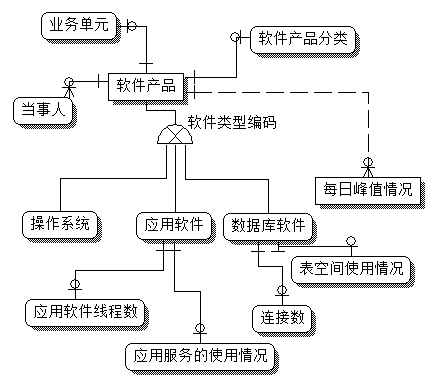 业务单元
软件产品分类
软件产品
当事人
软件类型编码
每日峰值情况
操作系统
应用软件
数据库软件
表空间使用情况
应用软件线程数
连接数
应用服务的使用情况